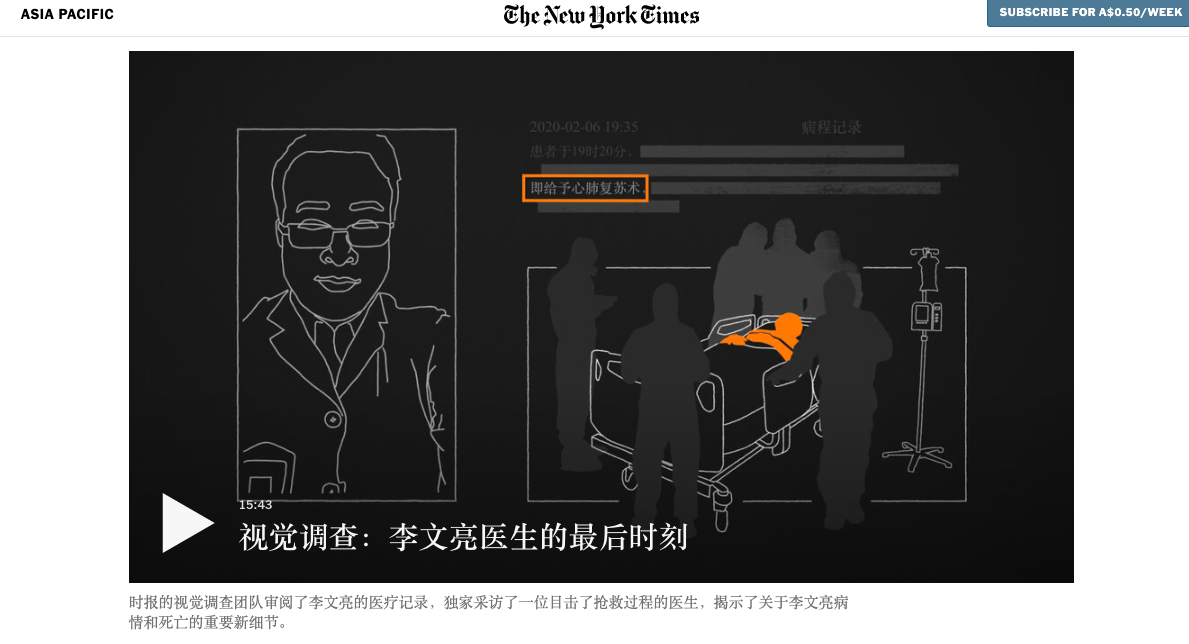 ASIA PACIFIC
The New York Times
SUBSCRIBE FOR A$0.50/WEEK
2020-02-06 19:35 病程记录
患者于19时20分，
即给予心肺复苏术，
15:43
视觉调查：李文亮医生的最后时刻
时报的视觉调查团队审阅了李文亮的医疗记录，独家采访了一位目击了抢救过程的医生，揭示了关于李文亮病
情和死亡的重要新细节。